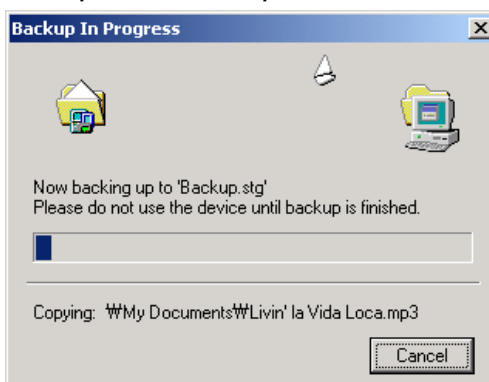 Backup In Progress
Now backing up to 'Backup.stg'
Please do not use the device until backup is finished.
Copying: ₩My Documents₩Livin' la Vida Loca.mp3
Cancel